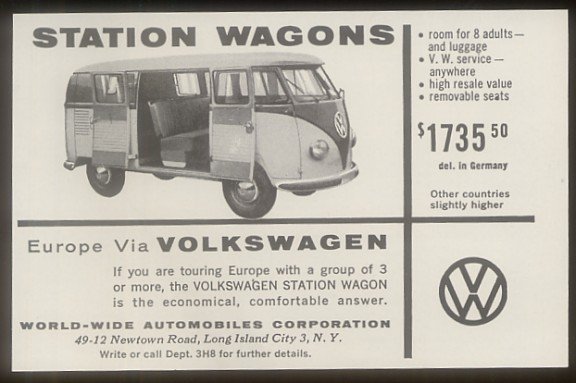 STATION WAGONS
• room for 8 adults—
and luggage
• V. W. service—
anywhere
• high resale value
• removable seats
$1735 50
del. in Germany
Other countries
slightly higher
Europe Via VOLKSWAGEN
If you are touring Europe with a group of 3
or more, the VOLKSWAGEN STATION WAGON
is the economical, comfortable answer.
WORLD-WIDE AUTOMOBILES CORPORATION
49-12 Newtown Road, Long Island City 3, N. Y.
Write or call Dept. 3H8 for further details.
VW